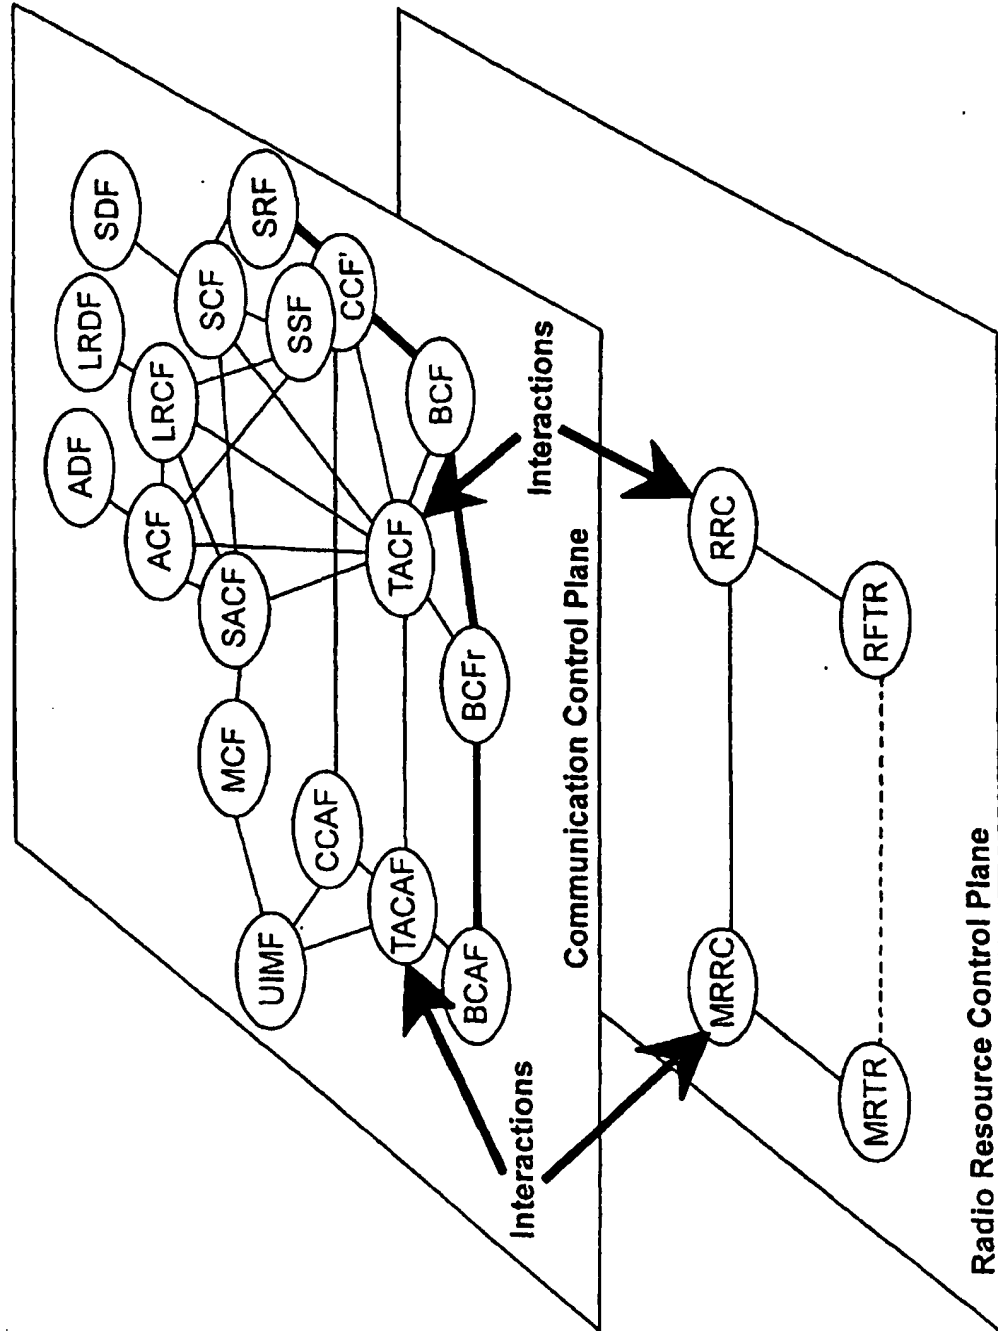 SDF
LRDF
ADF
SRF
SCF
LRCF
ACF
SSF
CCF'
SACF
MCF
UIMF
CCAF
TACF
BCF
TACAF
BCFr
BCAF
Interactions
Interactions
Communication Control Plane
RRC
MRRC
RFTR
MRTR
Radio Resource Control Plane